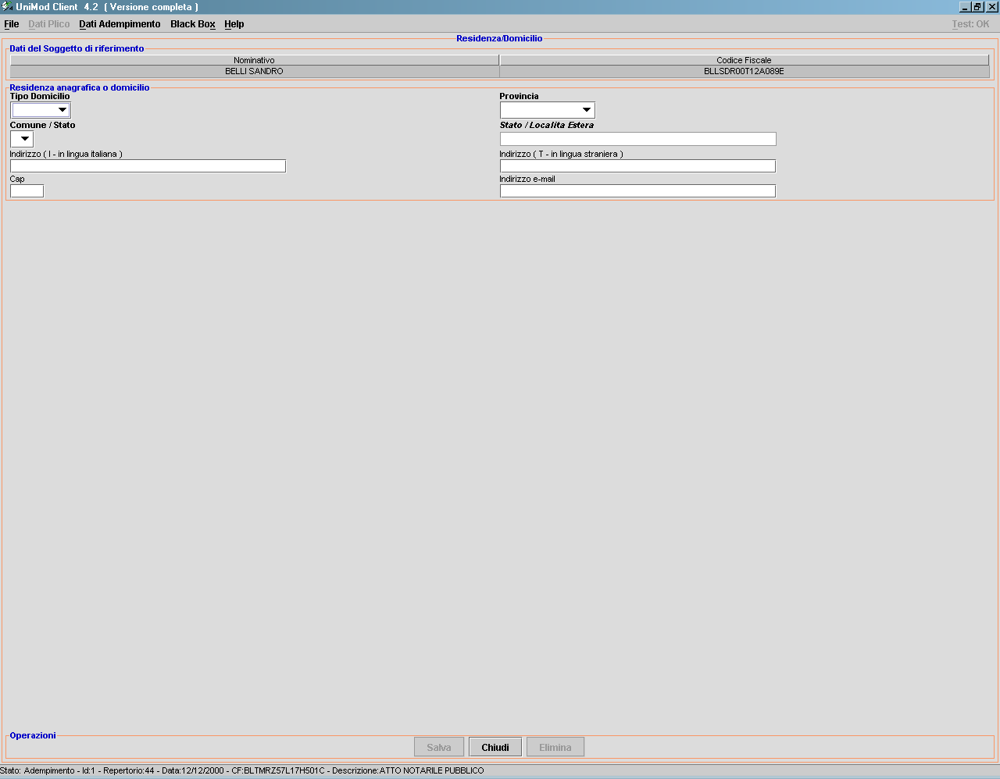 UniMod Client 4.2 ( Versione completa )
File Dati Plico Dati Adempimento Black Box Help Test: OK
Residenza/Domicilio
Dati del Soggetto di riferimento
Nominativo Codice Fiscale
BELLI SANDRO BLLSDR00T12A089E
Residenza anagrafica o domicilio
Tipo Domicilio Provincia
Comune / Stato Stato / Localita Estera
Indirizzo ( I - in lingua italiana ) Indirizzo ( T - in lingua straniera )
Cap Indirizzo e-mail
Operazioni
Salva Chiudi Elimina
Stato: Adempimento - Id:1 - Repertorio:44 - Data:12/12/2000 - CF:BLTMRZ57L17H501C - Descrizione:ATTO NOTARILE PUBBLICO